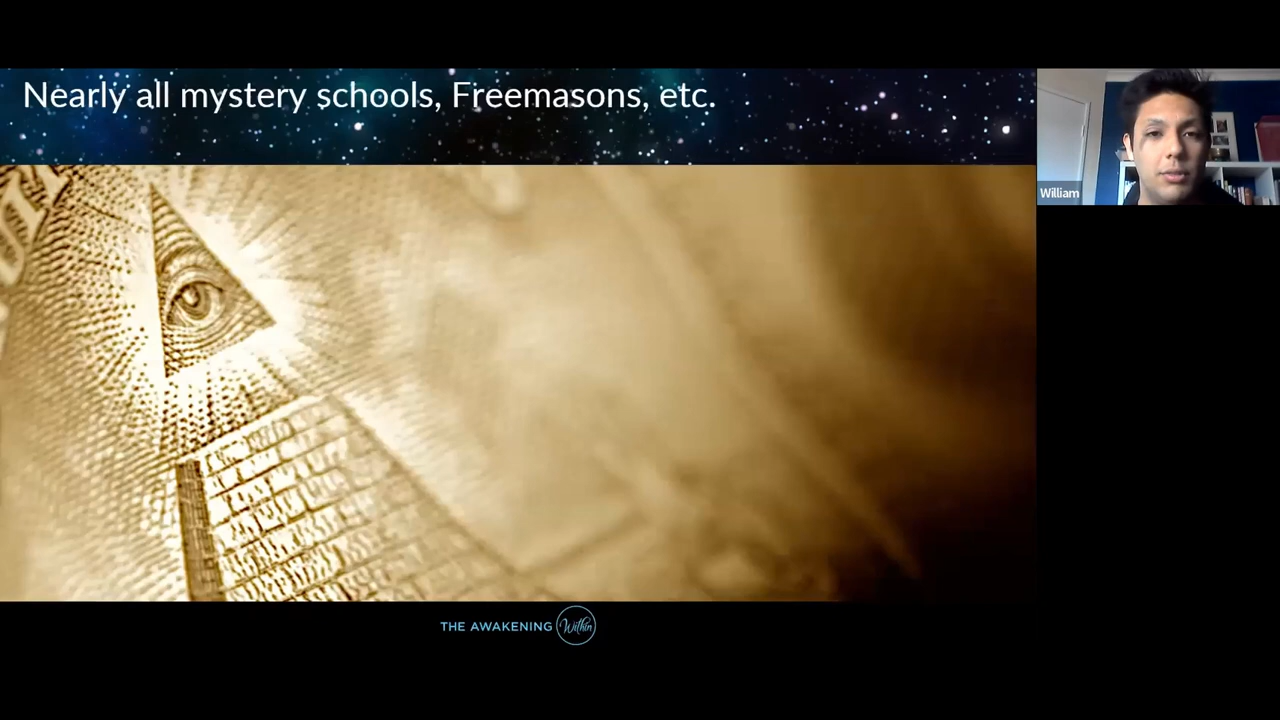 Nearly all mystery schools, Freemasons, etc.
William
THE AWAKENING Within